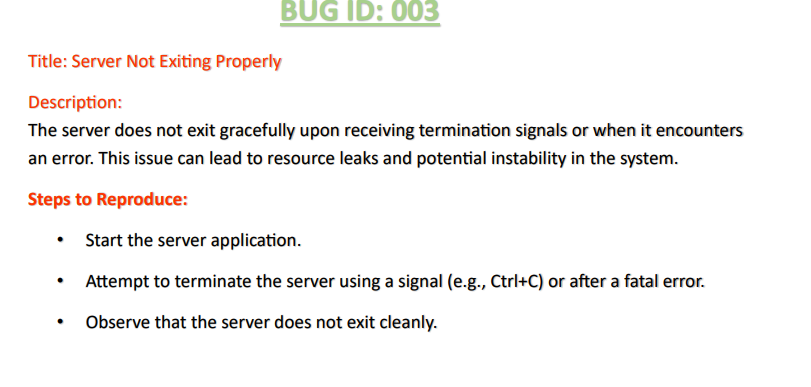 BUG ID: 003
Title: Server Not Exiting Properly
Description:
The server does not exit gracefully upon receiving termination signals or when it encounters
an error. This issue can lead to resource leaks and potential instability in the system.
Steps to Reproduce:
• Start the server application.
• Attempt to terminate the server using a signal (e.g., Ctrl+C) or after a fatal error.
• Observe that the server does not exit cleanly.